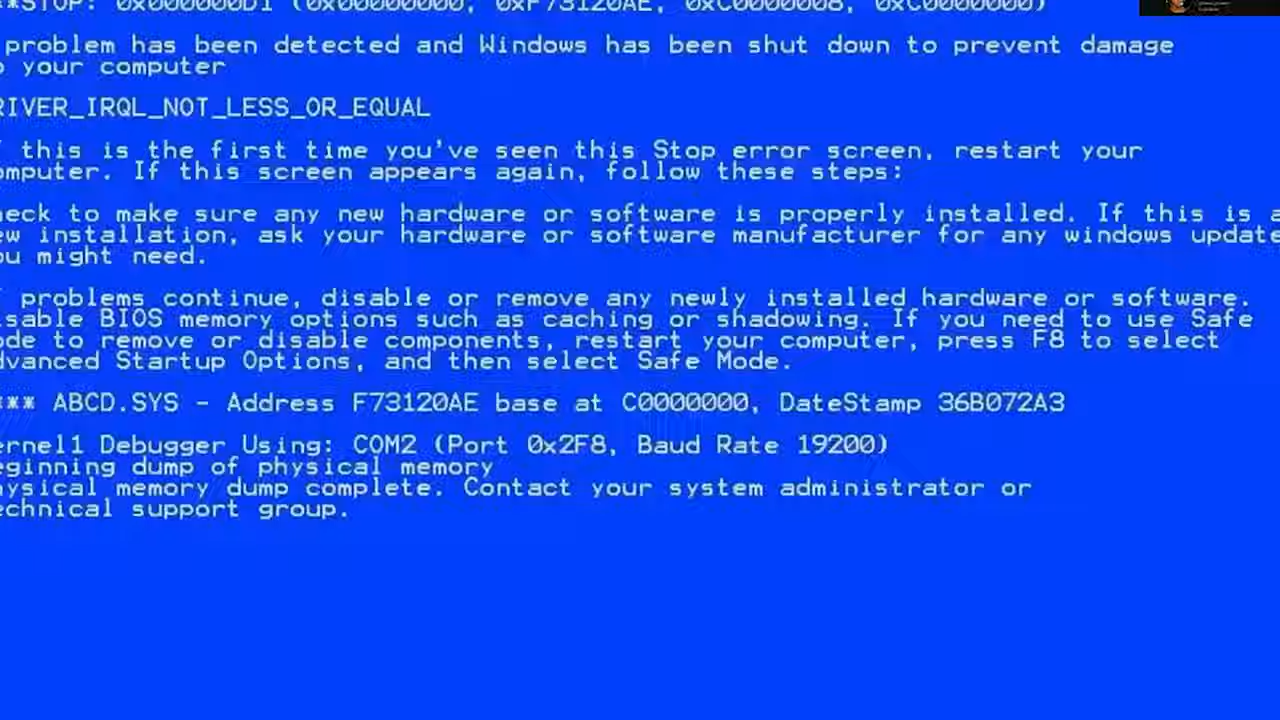 **STOP: 0x000000D1 (0x00000000, 0xF73120AE, 0xC0000008, 0xC0000000)
problem has been detected and Windows has been shut down to prevent damage
o your computer
RIVER_IRQL_NOT_LESS_OR_EQUAL
f this is the first time you've seen this Stop error screen, restart your
omputer. If this screen appears again, follow these steps:
heck to make sure any new hardware or software is properly installed. If this is a
ew installation, ask your hardware or software manufacturer for any windows update
ou might need.
f problems continue, disable or remove any newly installed hardware or software.
isable BIOS memory options such as caching or shadowing. If you need to use Safe
ode to remove or disable components, restart your computer, press F8 to select
dvanced Startup Options, and then select Safe Mode.
*** ABCD.SYS - Address F73120AE base at C0000000, DateStamp 36B072A3
ernel1 Debugger Using: COM2 (Port 0x2F8, Baud Rate 19200)
eginning dump of physical memory
hysical memory dump complete. Contact your system administrator or
echnical support group.